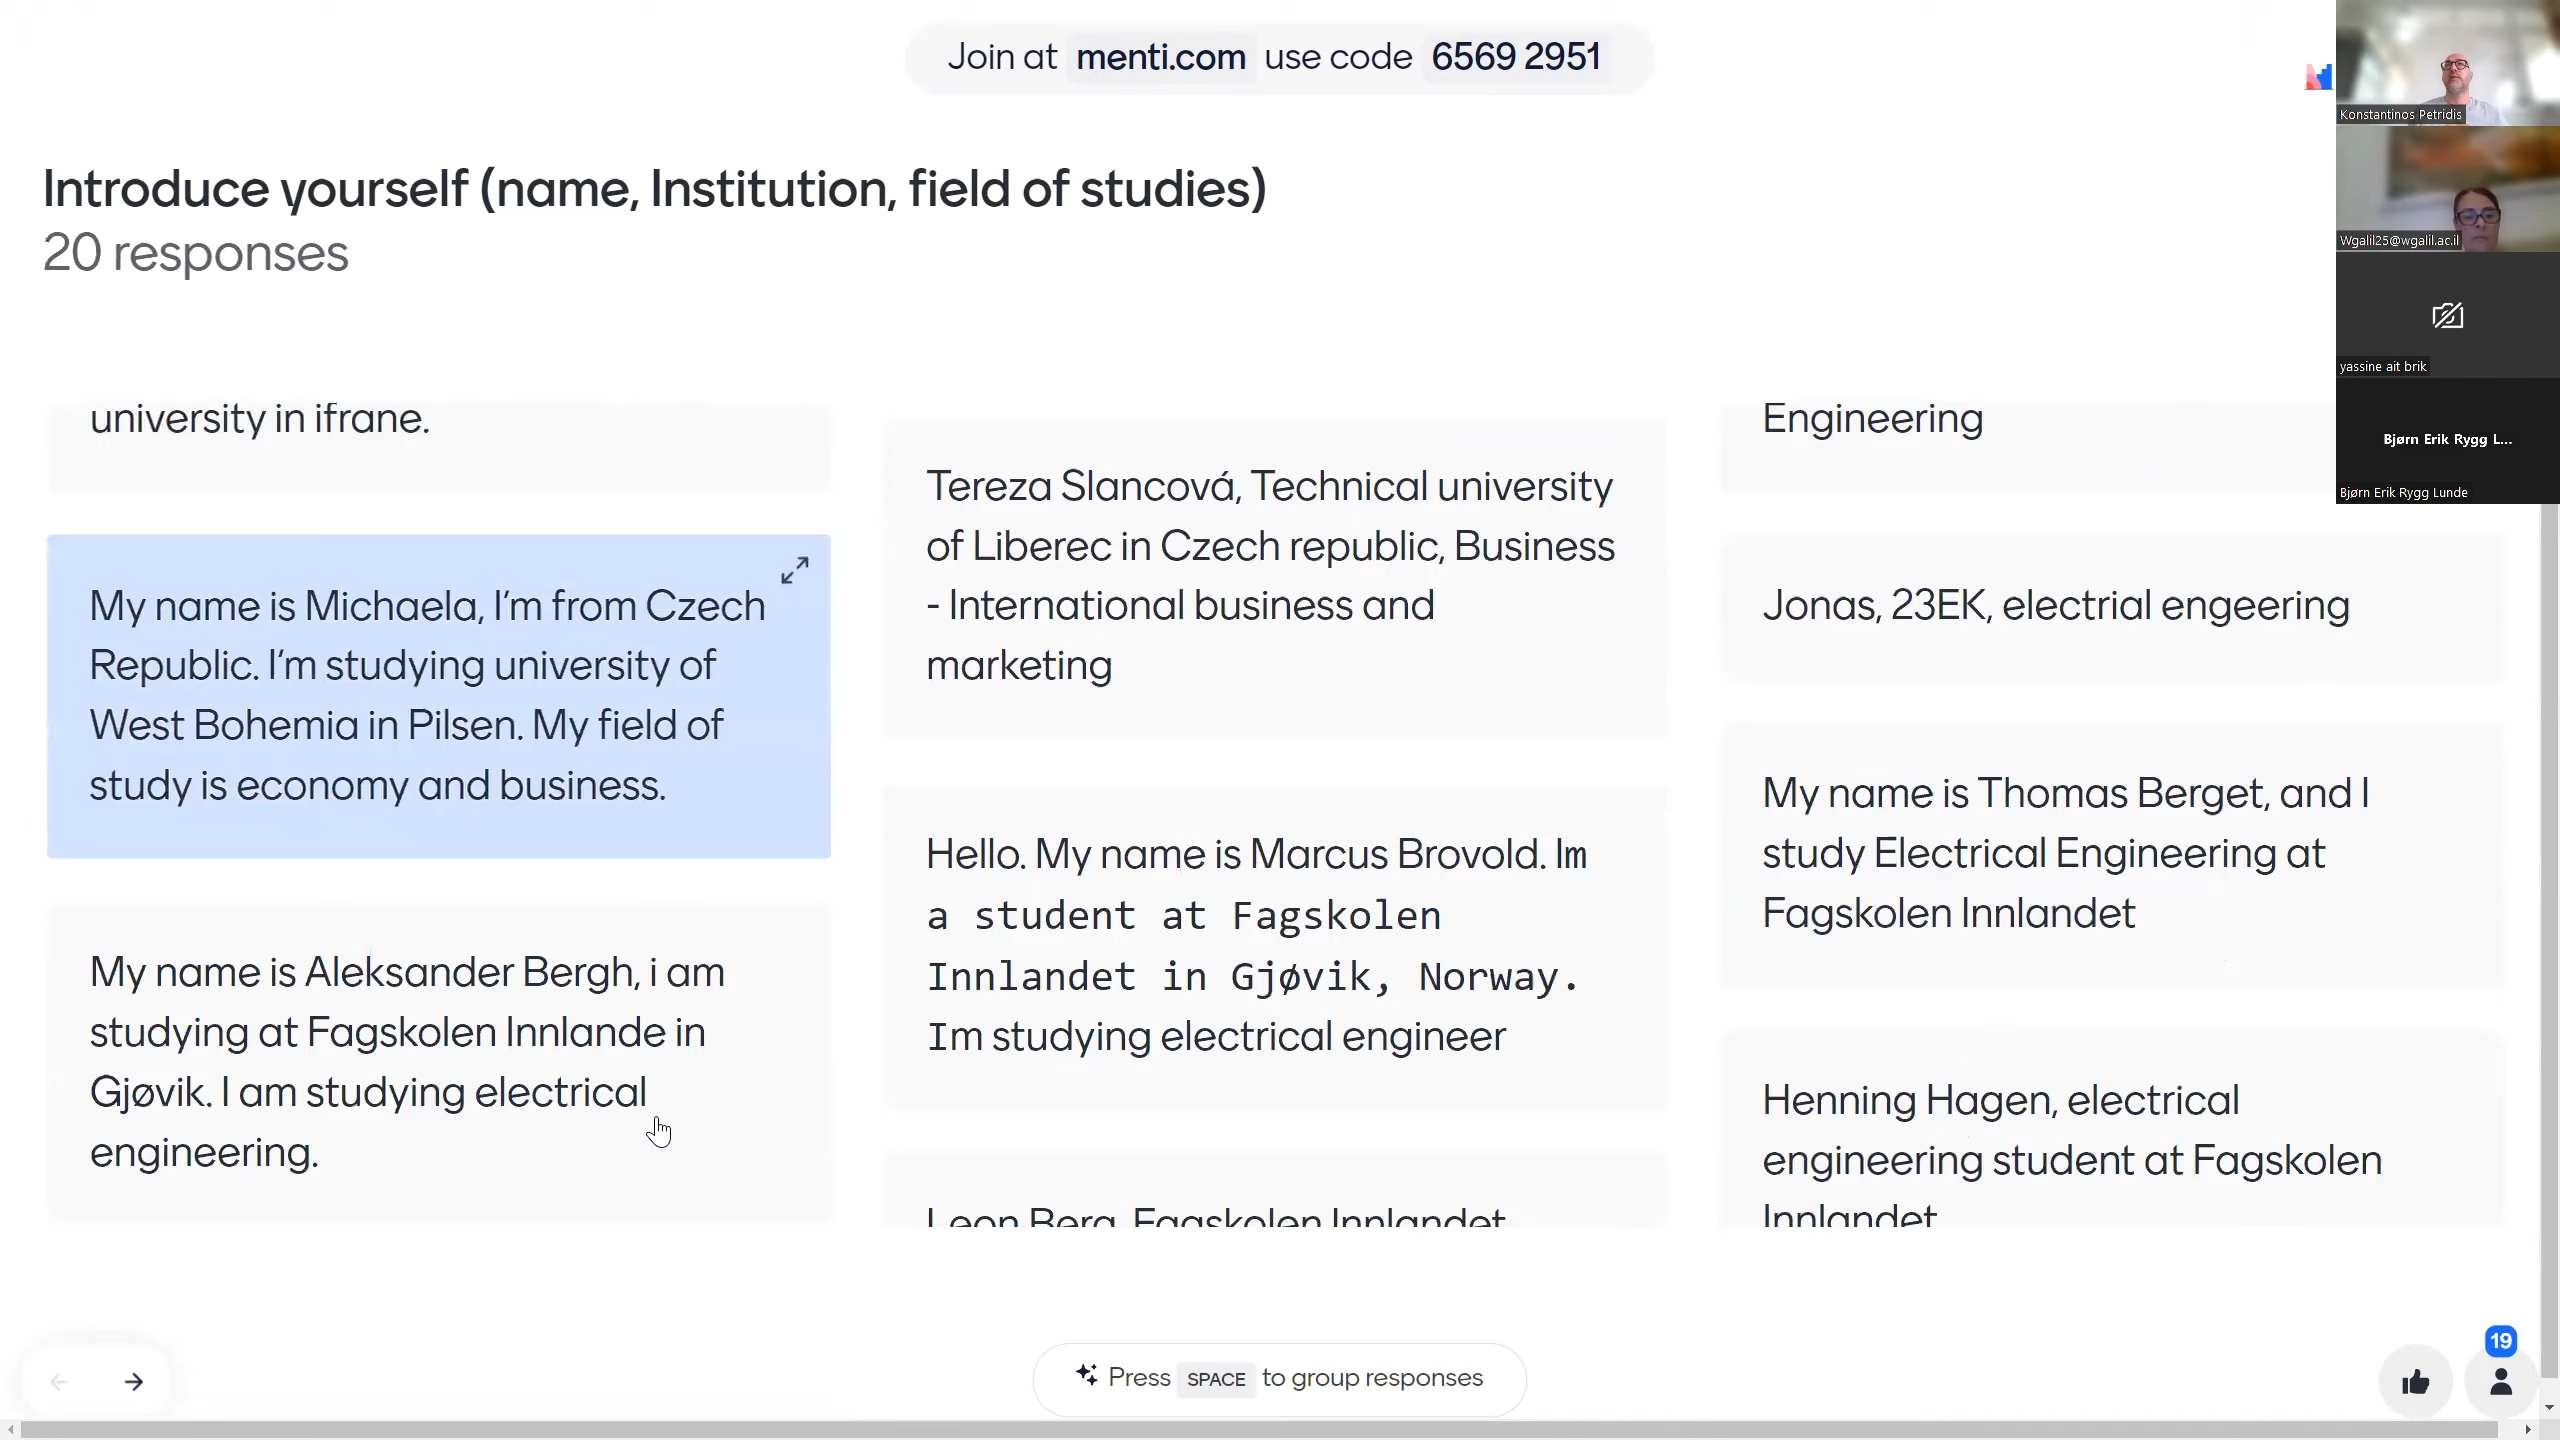 Join at menti.com use code 6569 2951
Introduce yourself (name, Institution, field of studies)
20 responses
university in ifrane.
My name is Michaela, I'm from Czech
Republic. I'm studying university of
West Bohemia in Pilsen. My field of
study is economy and business.
My name is Aleksander Bergh, i am
studying at Fagskolen Innlande in
Gjøvik. I am studying electrical
engineering.
Tereza Slancová, Technical university
of Liberec in Czech republic, Business
- International business and
marketing
Hello. My name is Marcus Brovold. Im
a student at Fagskolen
Innlandet in Gjøvik, Norway.
Im studying electrical engineer
Leon Berg, Fagskolen Innlandet
Engineering
Jonas, 23EK, electrial engeering
My name is Thomas Berget, and I
study Electrical Engineering at
Fagskolen Innlandet
Henning Hagen, electrical
engineering student at Fagskolen
Innlandet
Konstantinos Petridis
Wgalil25@wgalil.ac.il
yassine ait brik
Bjørn Erik Rygg L...
Bjørn Erik Rygg Lunde
Press SPACE to group responses
19